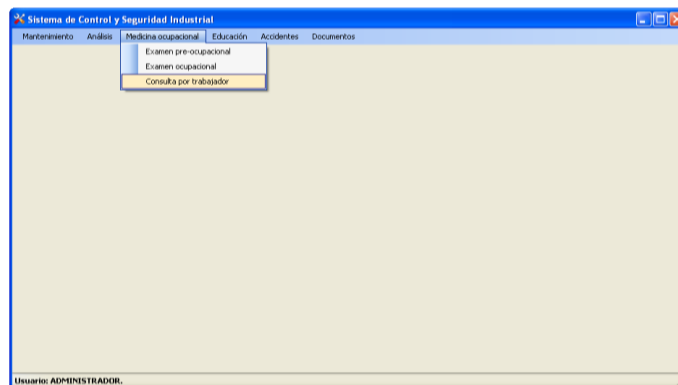 Sistema de Control y Seguridad Industrial
Mantenimiento Análisis Medicina ocupacional Educación Accidentes Documentos
Examen pre-ocupacional
Examen ocupacional
Consulta por trabajador
Usuario: ADMINISTRADOR.